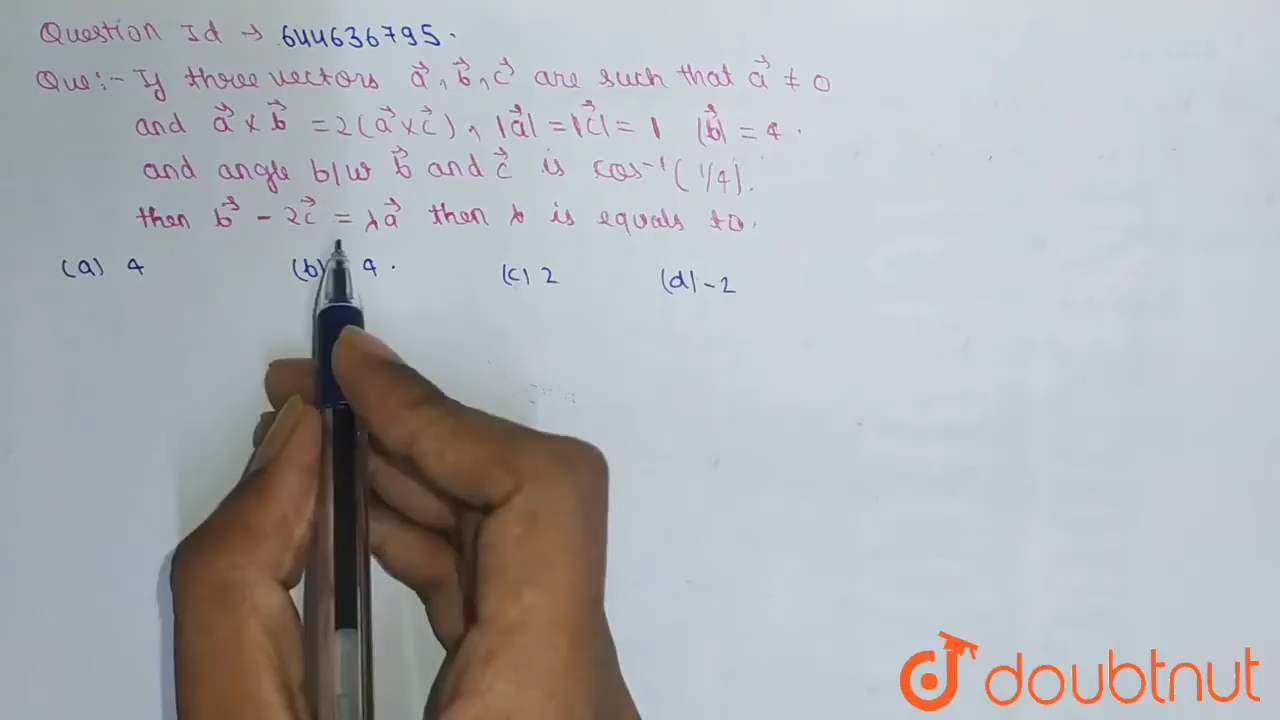 Question Id → 644636795.
Que:- If three vectors a⃗, b⃗, c⃗ are such that a⃗ ≠ 0
and a⃗ × b⃗ = 2(a⃗ × c⃗), |a⃗| = |c⃗| = 1 |b⃗| = 4.
and angle b/w b⃗ and c⃗ is cos⁻¹(1/4).
then b⃗ - 2c⃗ = λa⃗ then λ is equals to.
(a) 4 (b) 4. (c) 2 (d) -2
doubtnut